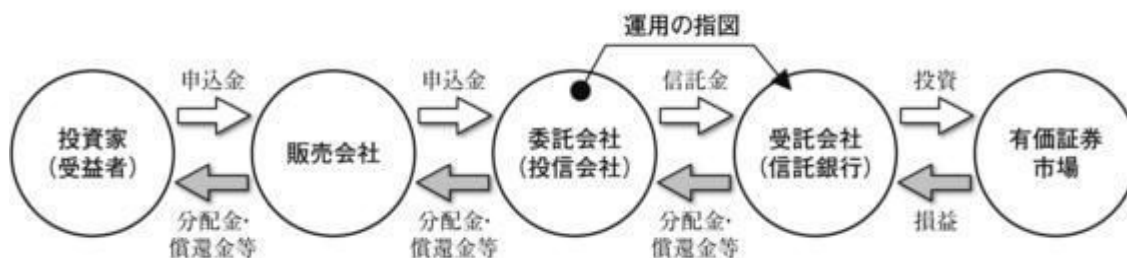 運用の指図
申込金
申込金
信託金
投資
投資家
(受益者)
販売会社
委託会社
(投信会社)
受託会社
(信託銀行)
有価証券
市場
分配金・
償還金等
分配金・
償還金等
分配金・
償還金等
損益